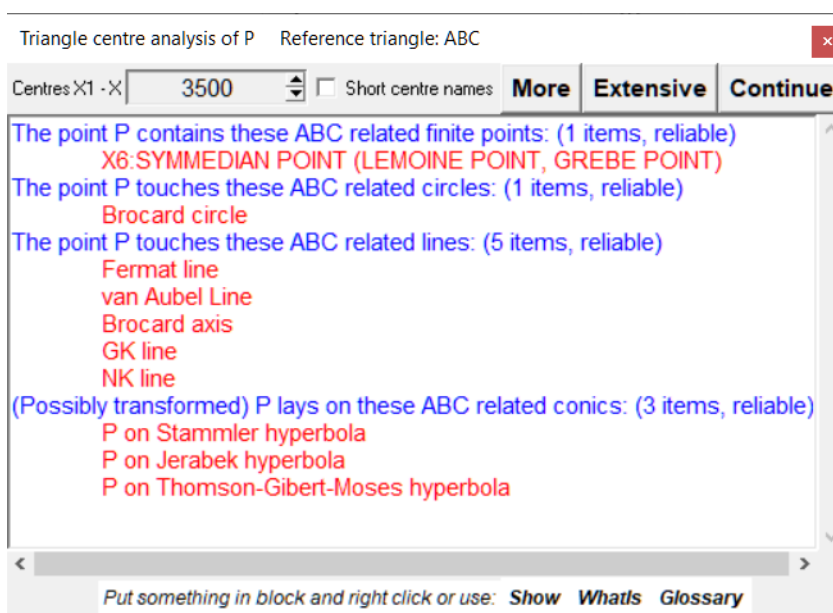 Triangle centre analysis of P Reference triangle: ABC x
Centres X1 - X 3500 Short centre names More Extensive Continue
The point P contains these ABC related finite points: (1 items, reliable)
X6:SYMMEDIAN POINT (LEMOINE POINT, GREBE POINT)
The point P touches these ABC related circles: (1 items, reliable)
Brocard circle
The point P touches these ABC related lines: (5 items, reliable)
Fermat line
van Aubel Line
Brocard axis
GK line
NK line
(Possibly transformed) P lays on these ABC related conics: (3 items, reliable)
P on Stammler hyperbola
P on Jerabek hyperbola
P on Thomson-Gibert-Moses hyperbola
Put something in block and right click or use: Show WhatIs Glossary